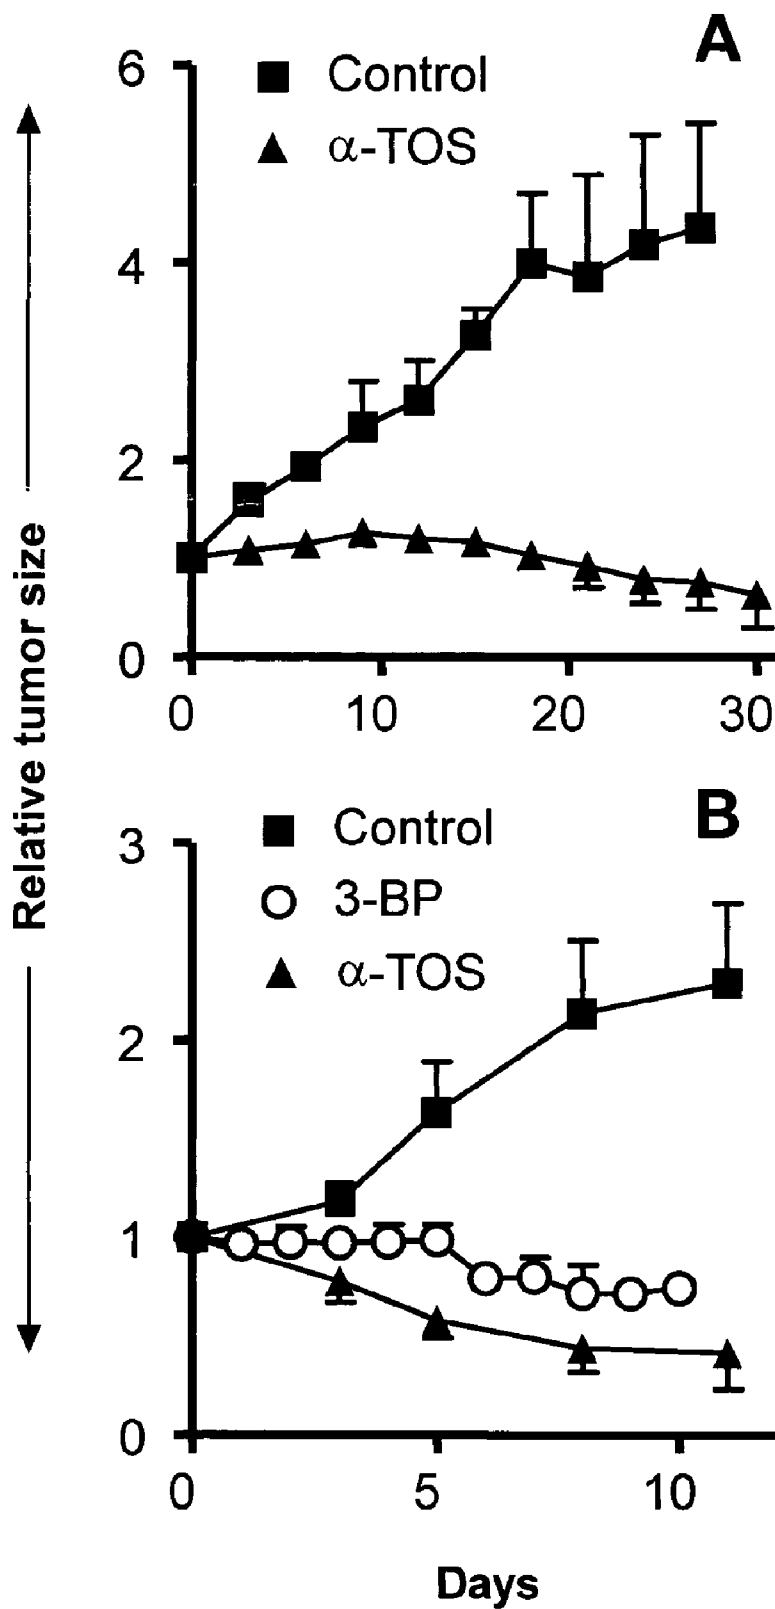 A
6
Control
α-TOS
4
2
0
0 10 20 30
Relative tumor size
B
3
Control
3-BP
α-TOS
2
1
0
0 5 10
Days